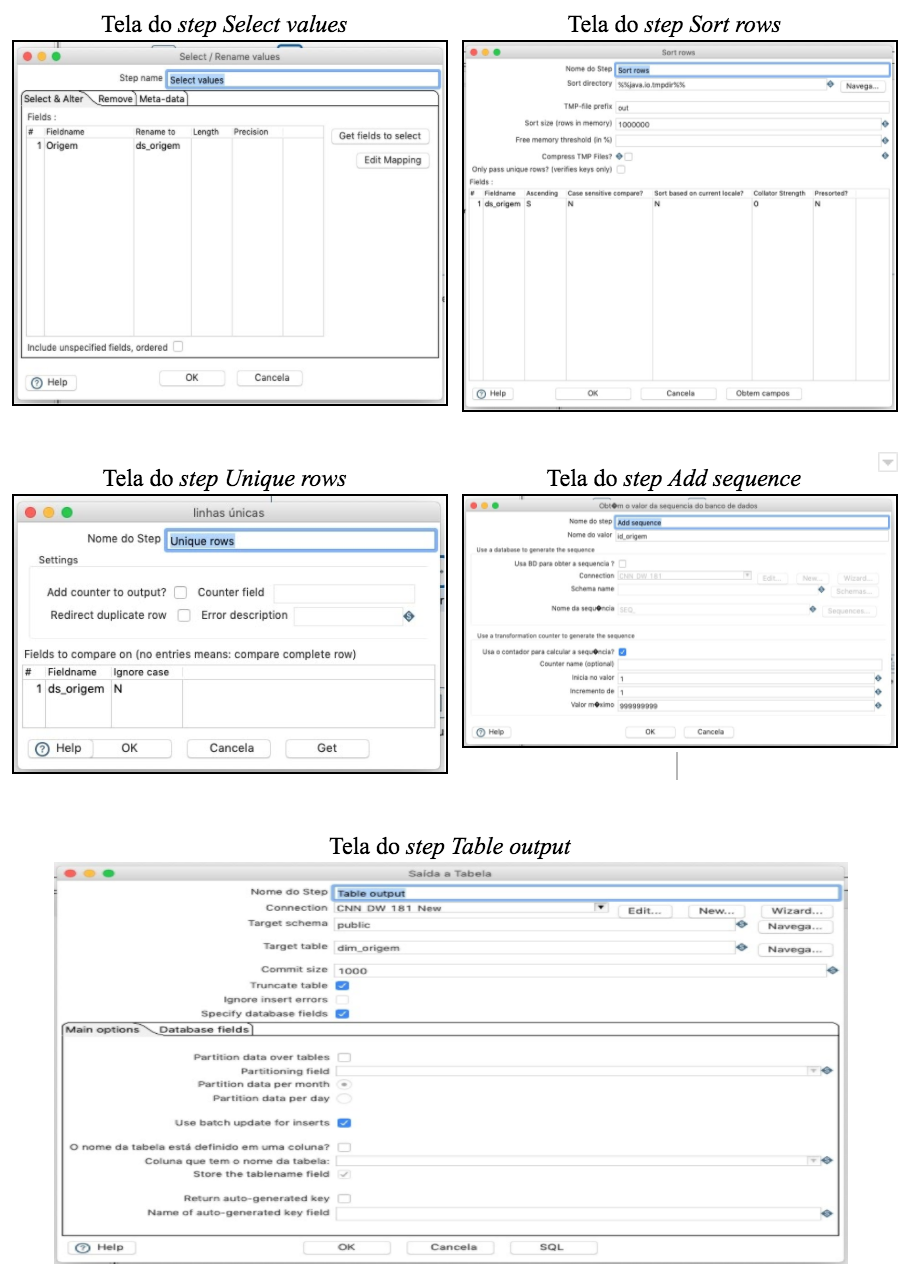 Tela do step Select values
Select / Rename values
Step name Select values
Select & Alter Remove Meta-data
Fields :
# Fieldname Rename to Length Precision
1 Origem ds_origem
Get fields to select
Edit Mapping
Include unspecified fields, ordered
Help OK Cancela
Tela do step Sort rows
Sort rows
Nome do Step Sort rows
Sort directory %%java.io.tmpdir%% Navega...
TMP-file prefix out
Sort size (rows in memory) 1000000
Free memory threshold (in %)
Compress TMP Files?
Only pass unique rows? (verifies keys only)
Fields :
# Fieldname Ascending Case sensitive compare? Sort based on current locale? Collator Strength Presorted?
1 ds_origem S N N 0 N
Help OK Cancela Obtem campos
Tela do step Unique rows
linhas únicas
Nome do Step Unique rows
Settings
Add counter to output? Counter field
Redirect duplicate row Error description
Fields to compare on (no entries means: compare complete row)
# Fieldname Ignore case
1 ds_origem N
Help OK Cancela Get
Tela do step Add sequence
Obt�m o valor da sequencia do banco de dados
Nome do step Add sequence
Nome do valor id_origem
Use a database to generate the sequence
Usa BD para obter a sequencia ?
Connection CNN DW 181 Edit... New... Wizard...
Schema name Schemas...
Nome da sequ�ncia SEQ_ Sequences...
Use a transformation counter to generate the sequence
Usa o contador para calcular a sequ�ncia?
Counter name (optional)
Inicia no valor 1
Incremento de 1
Valor m�ximo 999999999
Help OK Cancela
Tela do step Table output
Saída a Tabela
Nome do Step Table output
Connection CNN DW 181 New Edit... New... Wizard...
Target schema public Navega...
Target table dim_origem Navega...
Commit size 1000
Truncate table
Ignore insert errors
Specify database fields
Main options Database fields
Partition data over tables
Partitioning field
Partition data per month
Partition data per day
Use batch update for inserts
O nome da tabela está definido em uma coluna?
Coluna que tem o nome da tabela:
Store the tablename field
Return auto-generated key
Name of auto-generated key field
Help OK Cancela SQL